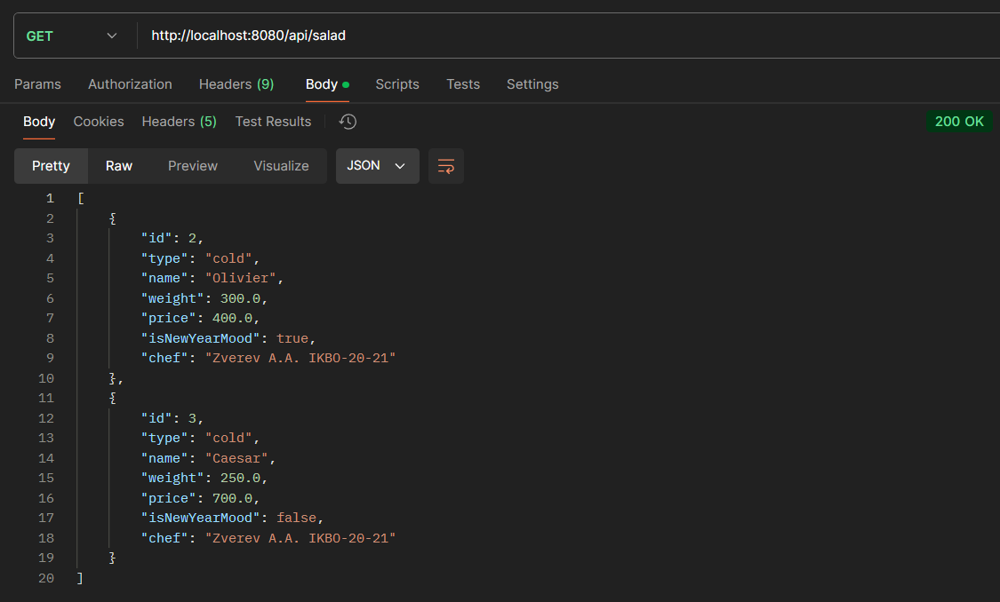 GET http://localhost:8080/api/salad
Params Authorization Headers (9) Body Scripts Tests Settings
Body Cookies Headers (5) Test Results 200 OK
Pretty Raw Preview Visualize JSON
1 [
2 {
3 "id": 2,
4 "type": "cold",
5 "name": "Olivier",
6 "weight": 300.0,
7 "price": 400.0,
8 "isNewYearMood": true,
9 "chef": "Zverev A.A. IKBO-20-21"
10 },
11 {
12 "id": 3,
13 "type": "cold",
14 "name": "Caesar",
15 "weight": 250.0,
16 "price": 700.0,
17 "isNewYearMood": false,
18 "chef": "Zverev A.A. IKBO-20-21"
19 }
20 ]